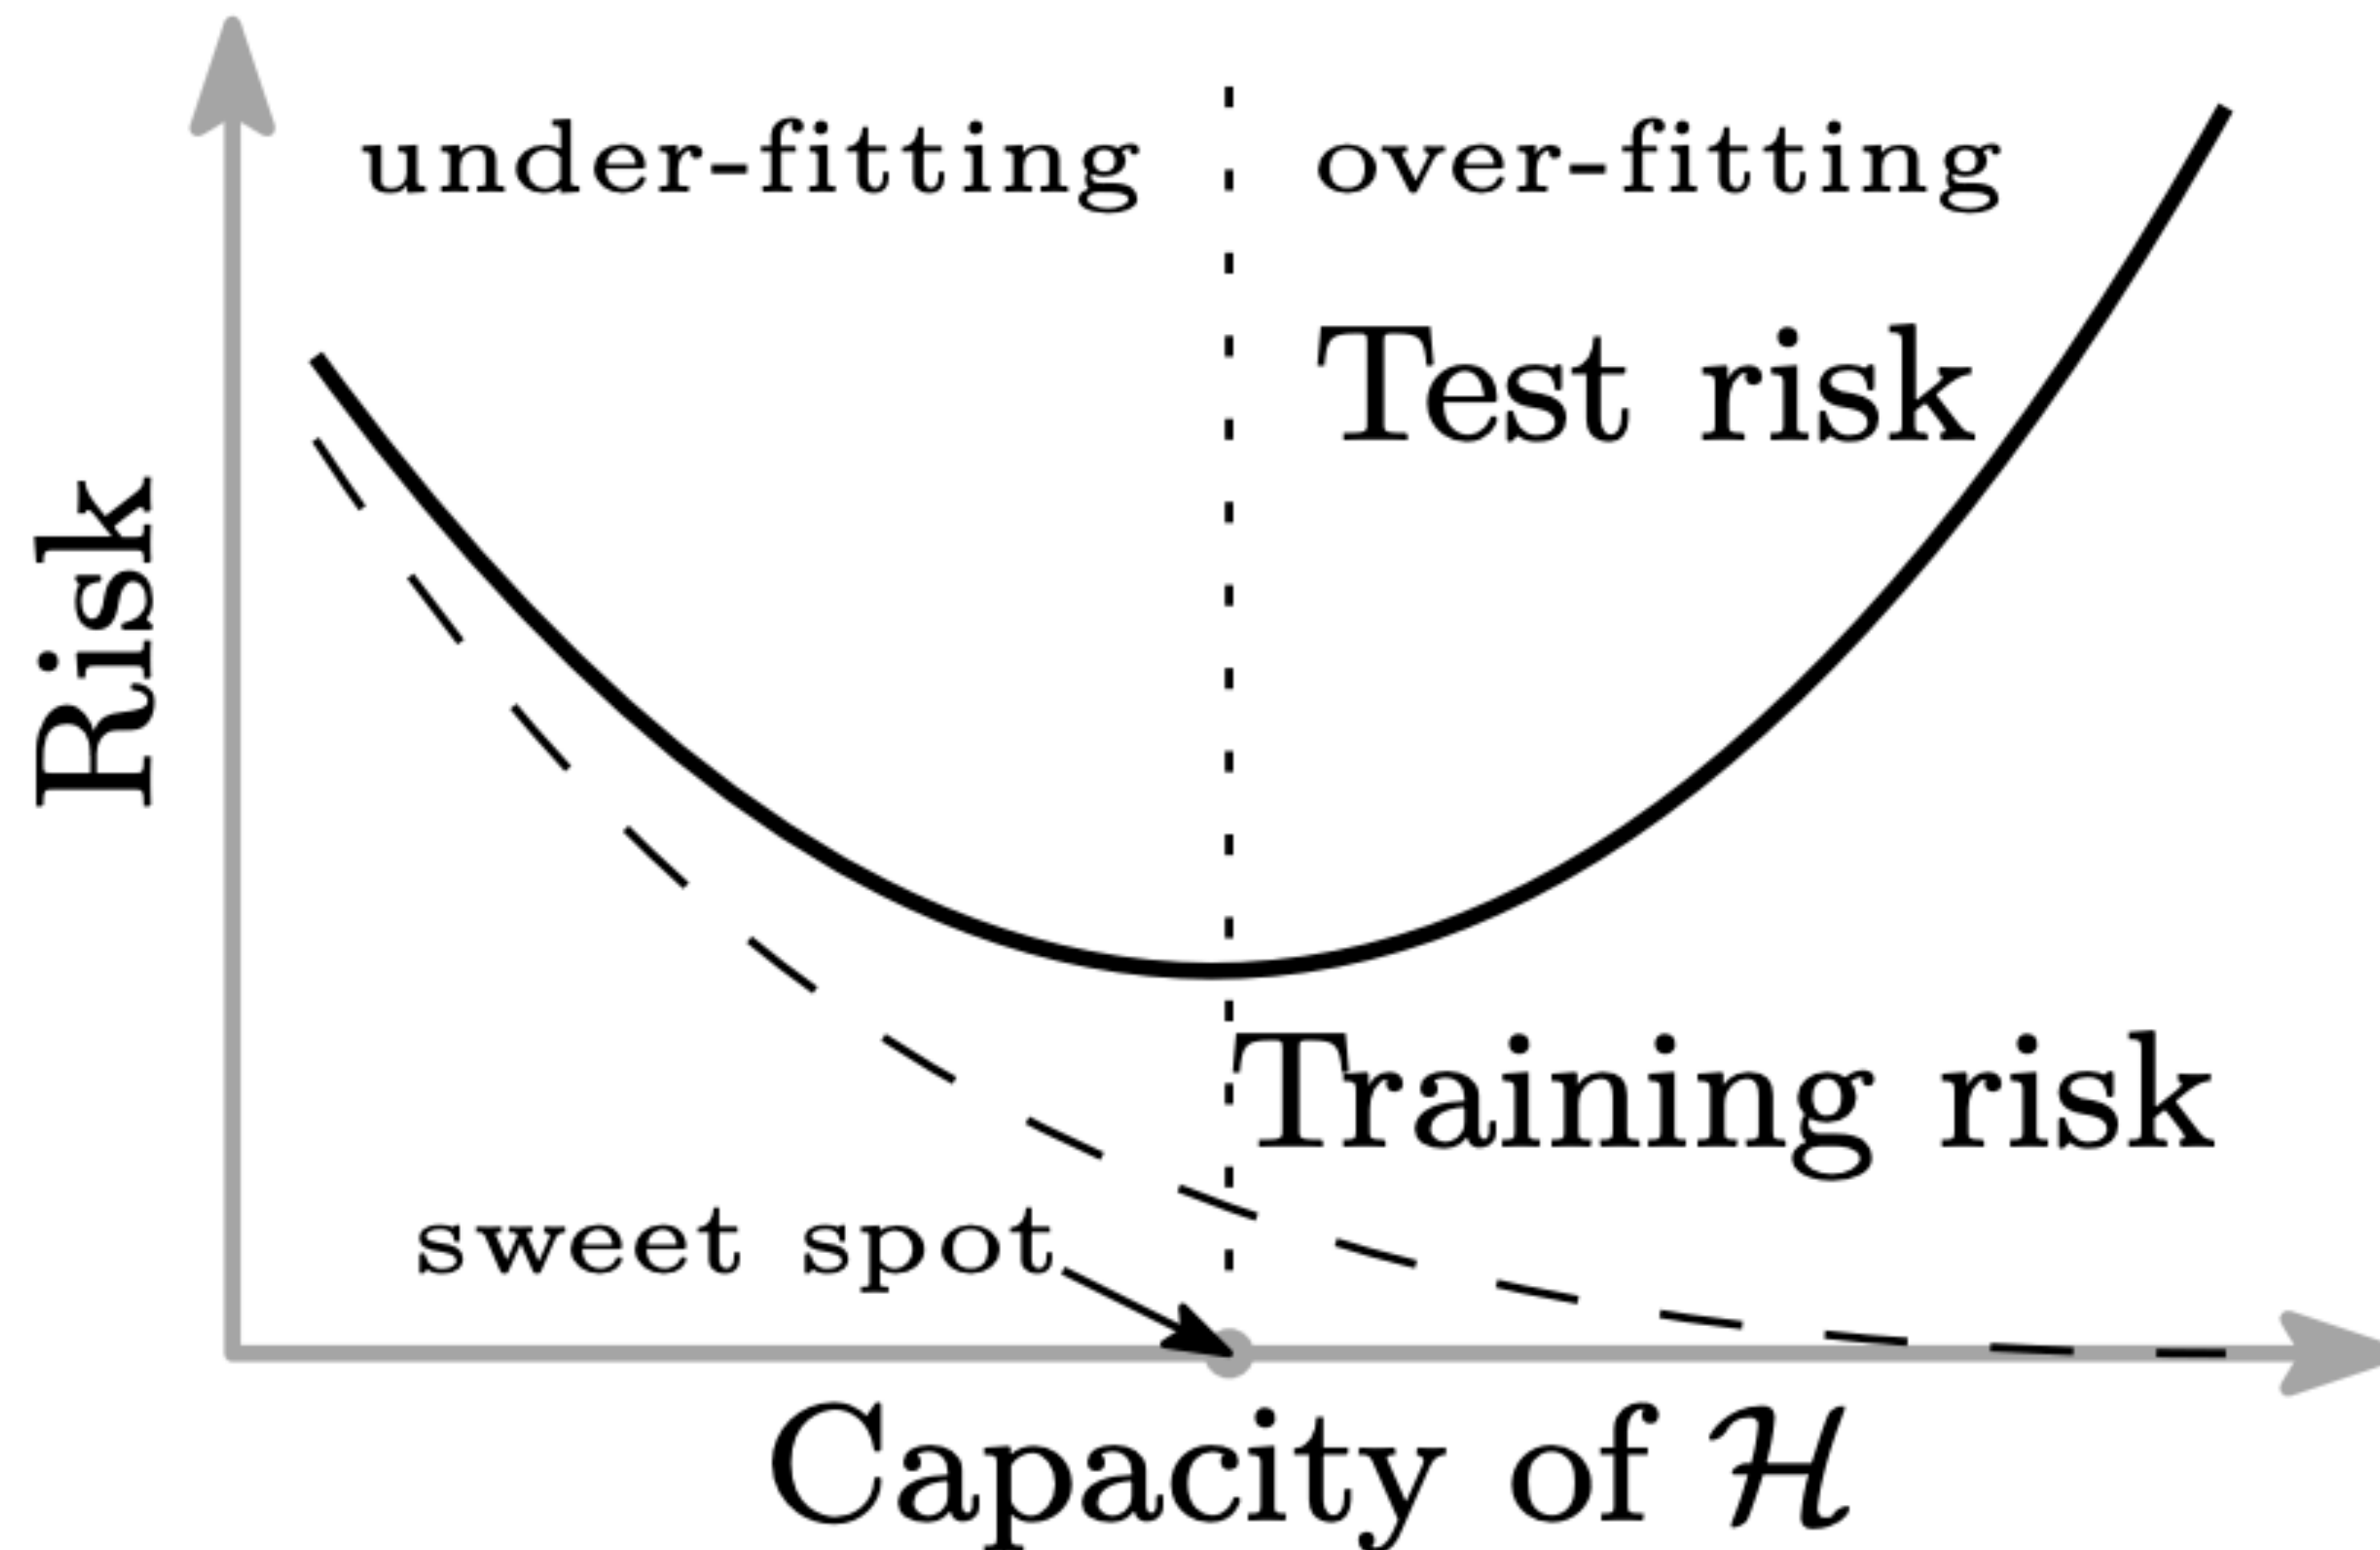 under-fitting
over-fitting
Test risk
Risk
Training risk
sweet spot
Capacity of ℋ